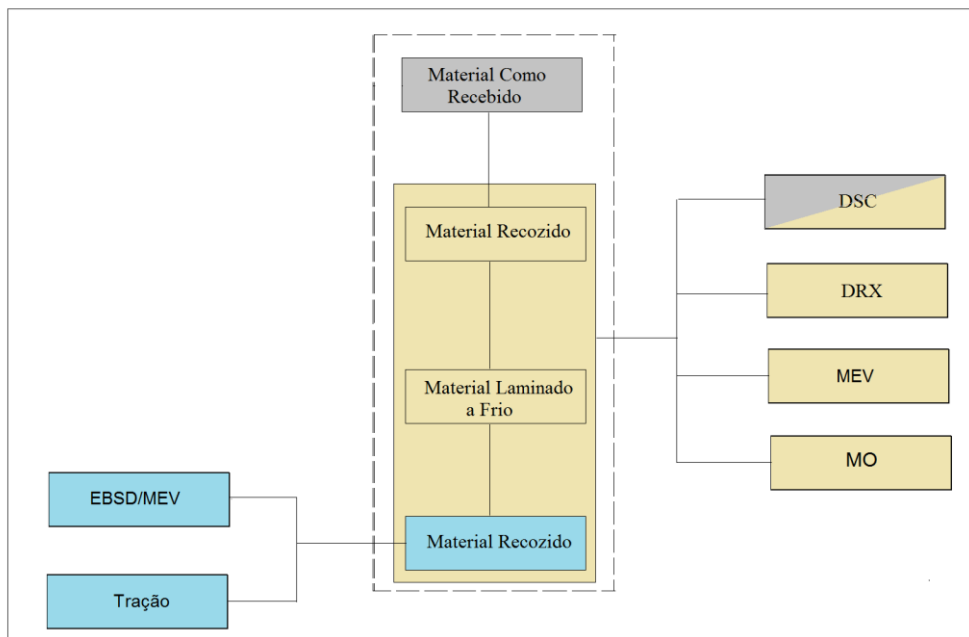 Material Como
Recebido
Material Recozido
Material Laminado
a Frio
Material Recozido
DSC
DRX
MEV
MO
EBSD/MEV
Tração